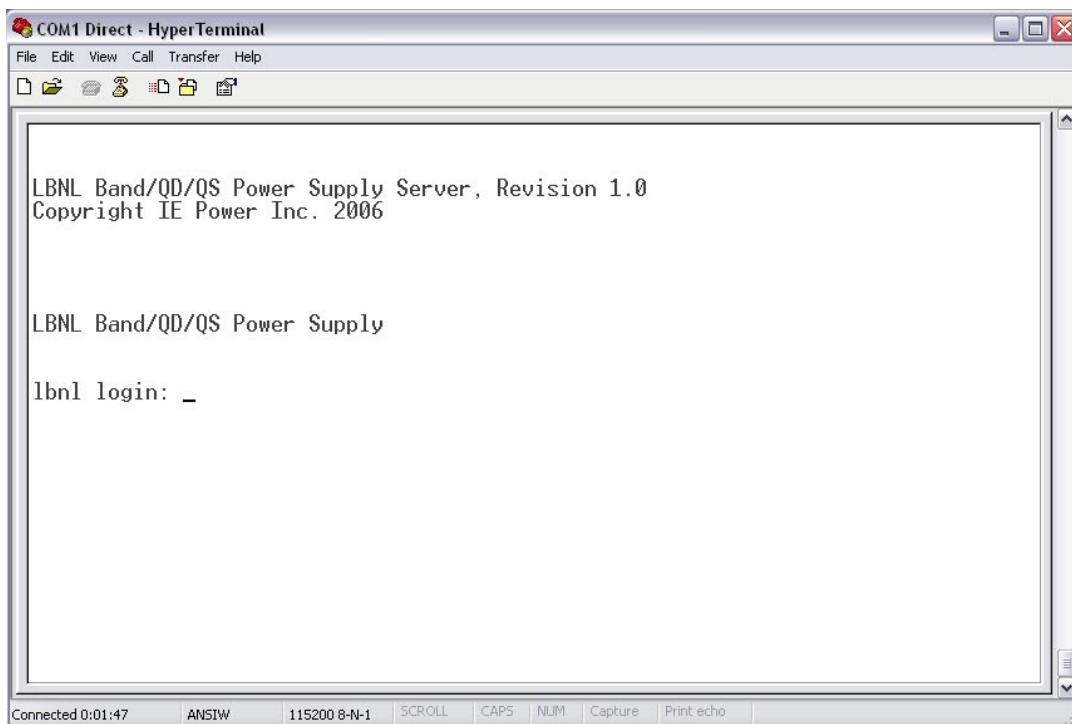 COM1 Direct - HyperTerminal
File Edit View Call Transfer Help
LBNL Band/QD/QS Power Supply Server, Revision 1.0
Copyright IE Power Inc. 2006
LBNL Band/QD/QS Power Supply
lbnl login: _
Connected 0:01:47 ANSIW 115200 8-N-1 SCROLL CAPS NUM Capture Print echo